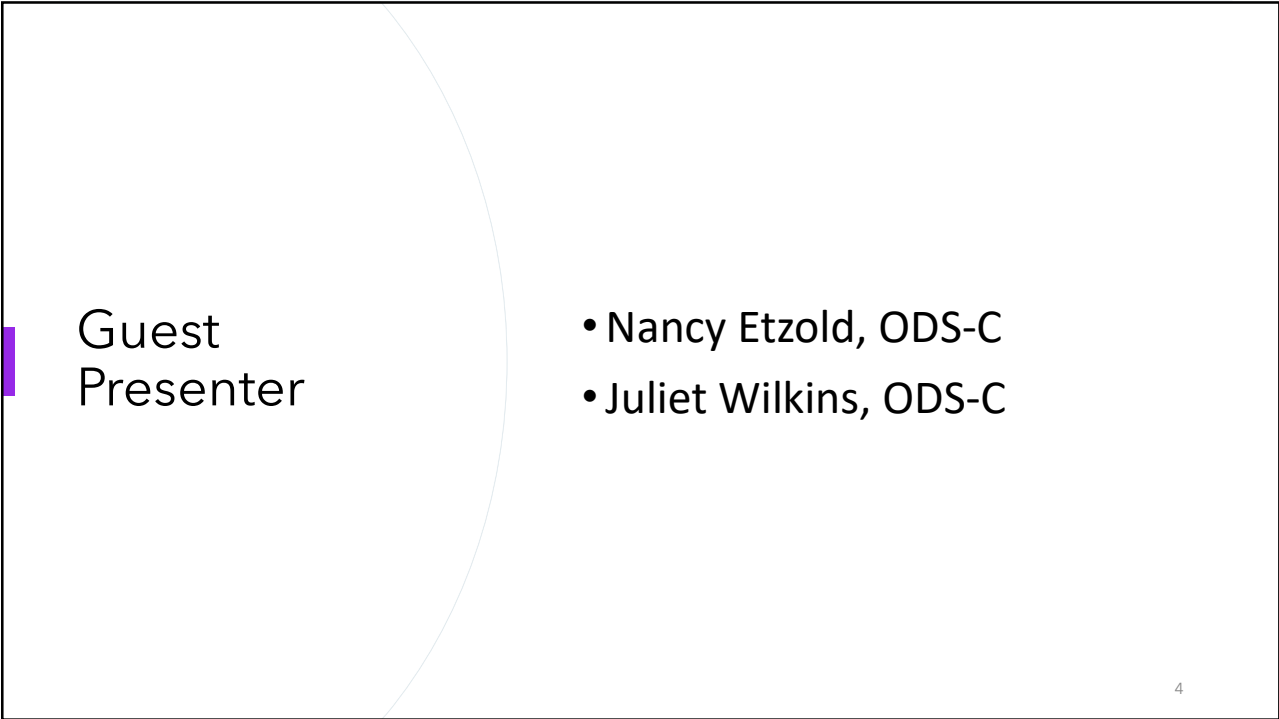 Guest
Presenter
• Nancy Etzold, ODS-C
• Juliet Wilkins, ODS-C
4